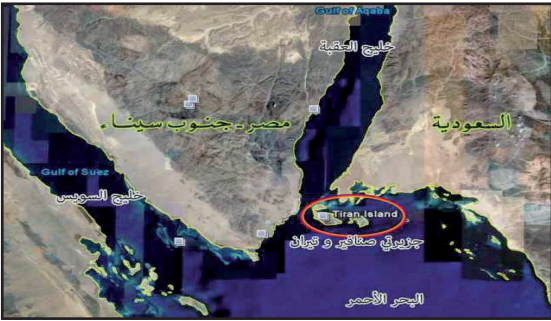 Gulf of Aqaba
خليج العقبة
مصر - جنوب سيناء
السعودية
Gulf of Suez
خليج السويس
Tiran Island
جزيرتي صنافير و تيران
البحر الأحمر